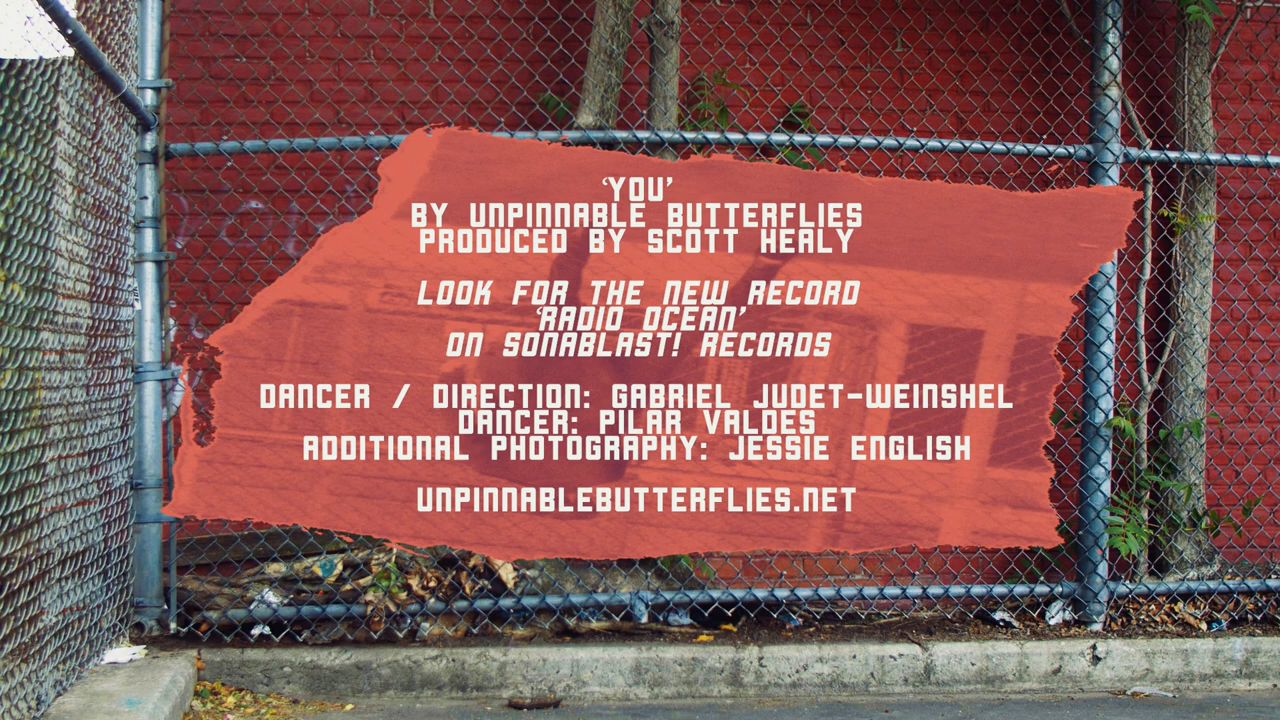 ‘YOU’
BY UNPINNABLE BUTTERFLIES
PRODUCED BY SCOTT HEALY
LOOK FOR THE NEW RECORD
‘RADIO OCEAN’
ON SONABLAST! RECORDS
DANCER / DIRECTION: GABRIEL JUDET-WEINSHEL
DANCER: PILAR VALDES
ADDITIONAL PHOTOGRAPHY: JESSIE ENGLISH
UNPINNABLEBUTTERFLIES.NET